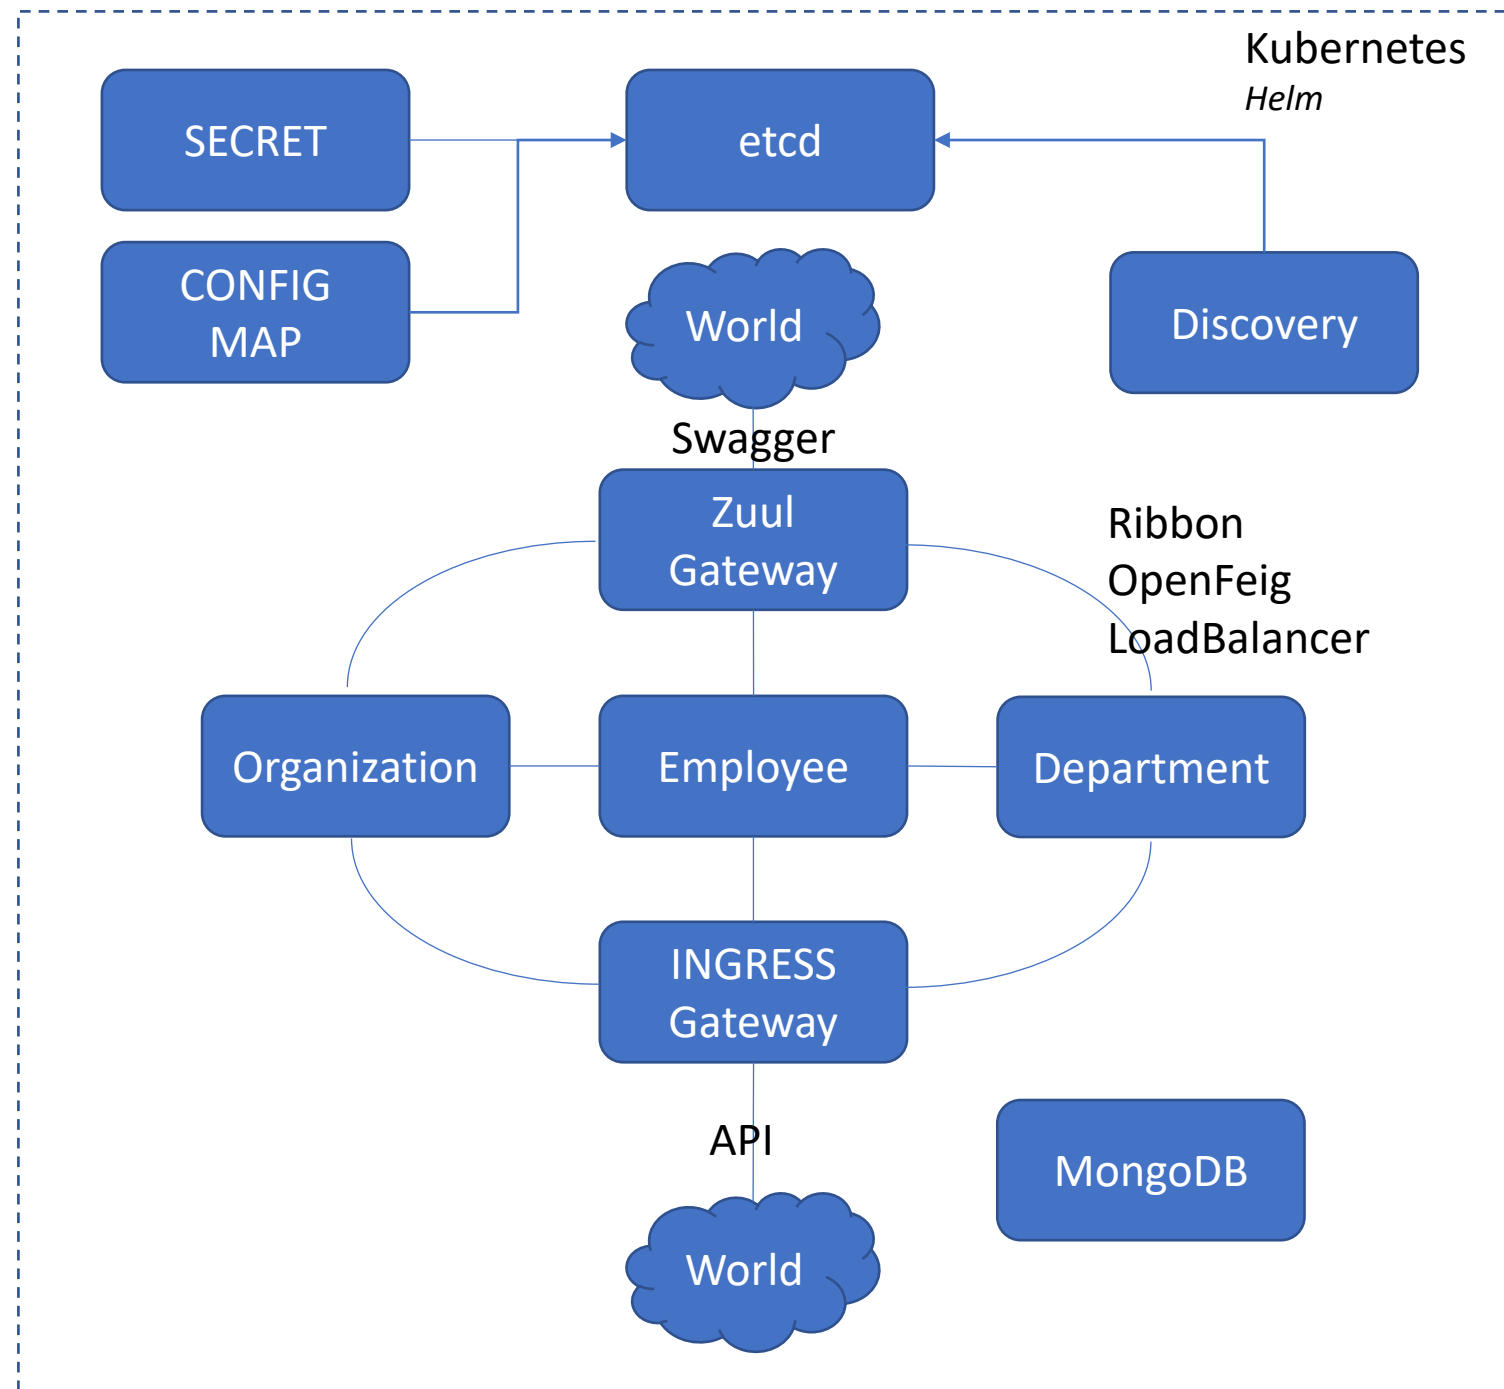 Kubernetes
Helm
SECRET
etcd
CONFIG
MAP
World
Discovery
Swagger
Zuul
Gateway
Ribbon
OpenFeig
LoadBalancer
Organization
Employee
Department
INGRESS
Gateway
API
MongoDB
World